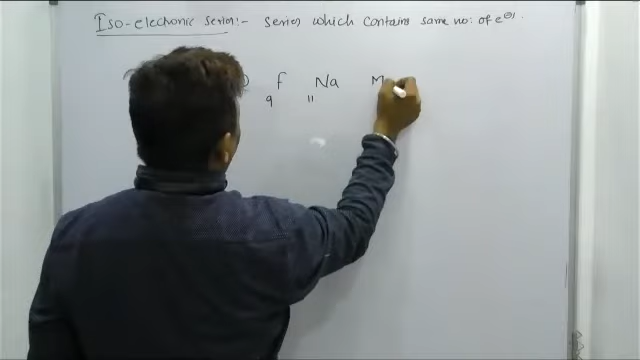 Iso-electronic series:- series which contains same no: of e⊖s.
F Na M
9 11